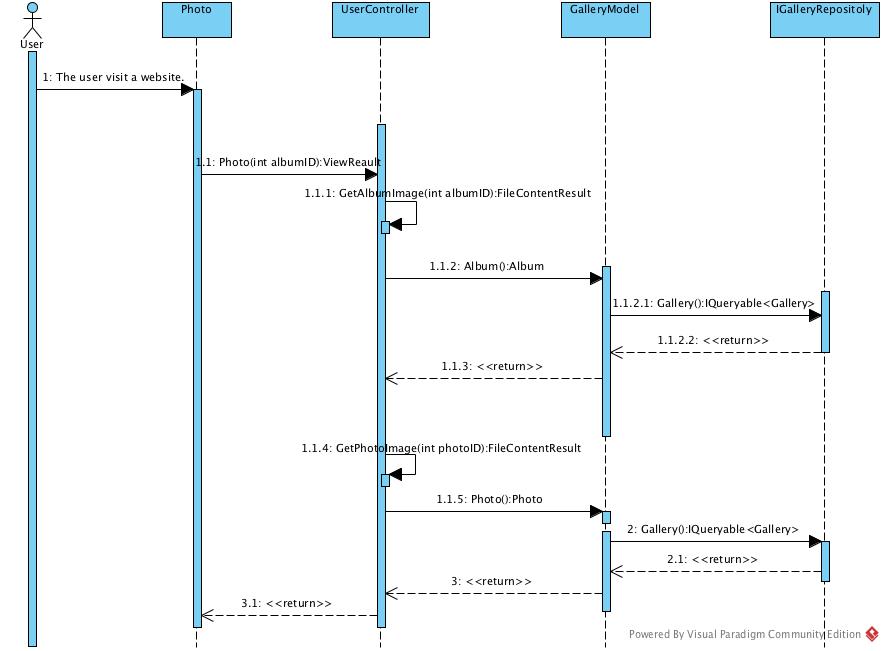 Photo
UserController
GalleryModel
IGalleryRepositoly
User
1: The user visit a website.
1.1: Photo(int albumID):ViewReault
1.1.1: GetAlbumImage(int albumID):FileContentResult
1.1.2: Album():Album
1.1.2.1: Gallery():IQueryable<Gallery>
1.1.2.2: <<return>>
1.1.3: <<return>>
1.1.4: GetPhotoImage(int photoID):FileContentResult
1.1.5: Photo():Photo
2: Gallery():IQueryable<Gallery>
2.1: <<return>>
3: <<return>>
3.1: <<return>>
Powered By Visual Paradigm Community Edition